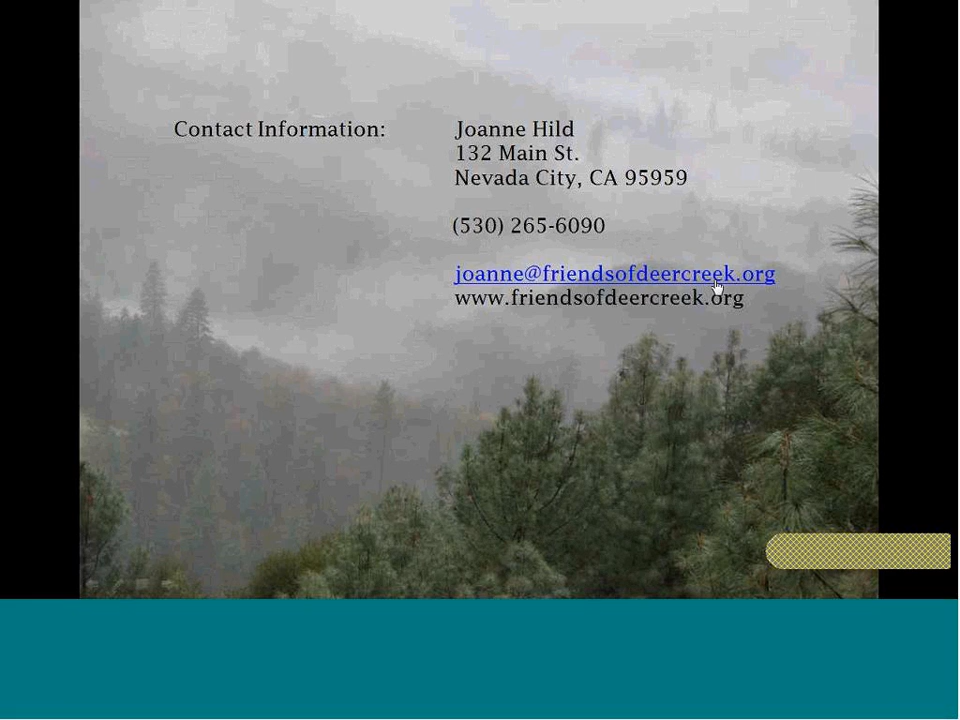 Contact Information: Joanne Hild
132 Main St.
Nevada City, CA 95959
(530) 265-6090
joanne@friendsofdeercreek.org
www.friendsofdeercreek.org